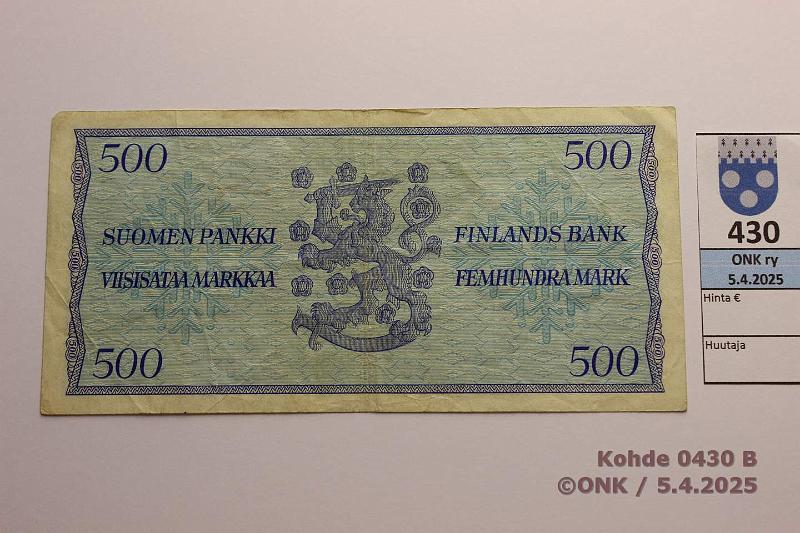 500
500
SUOMEN PANKKI
FINLANDS BANK
VIISISATAA MARKKAA
FEMHUNDRA MARK
500
500
430
ONK ry
5.4.2025
Hinta €
Huutaja
Kohde 0430 B
©ONK / 5.4.2025